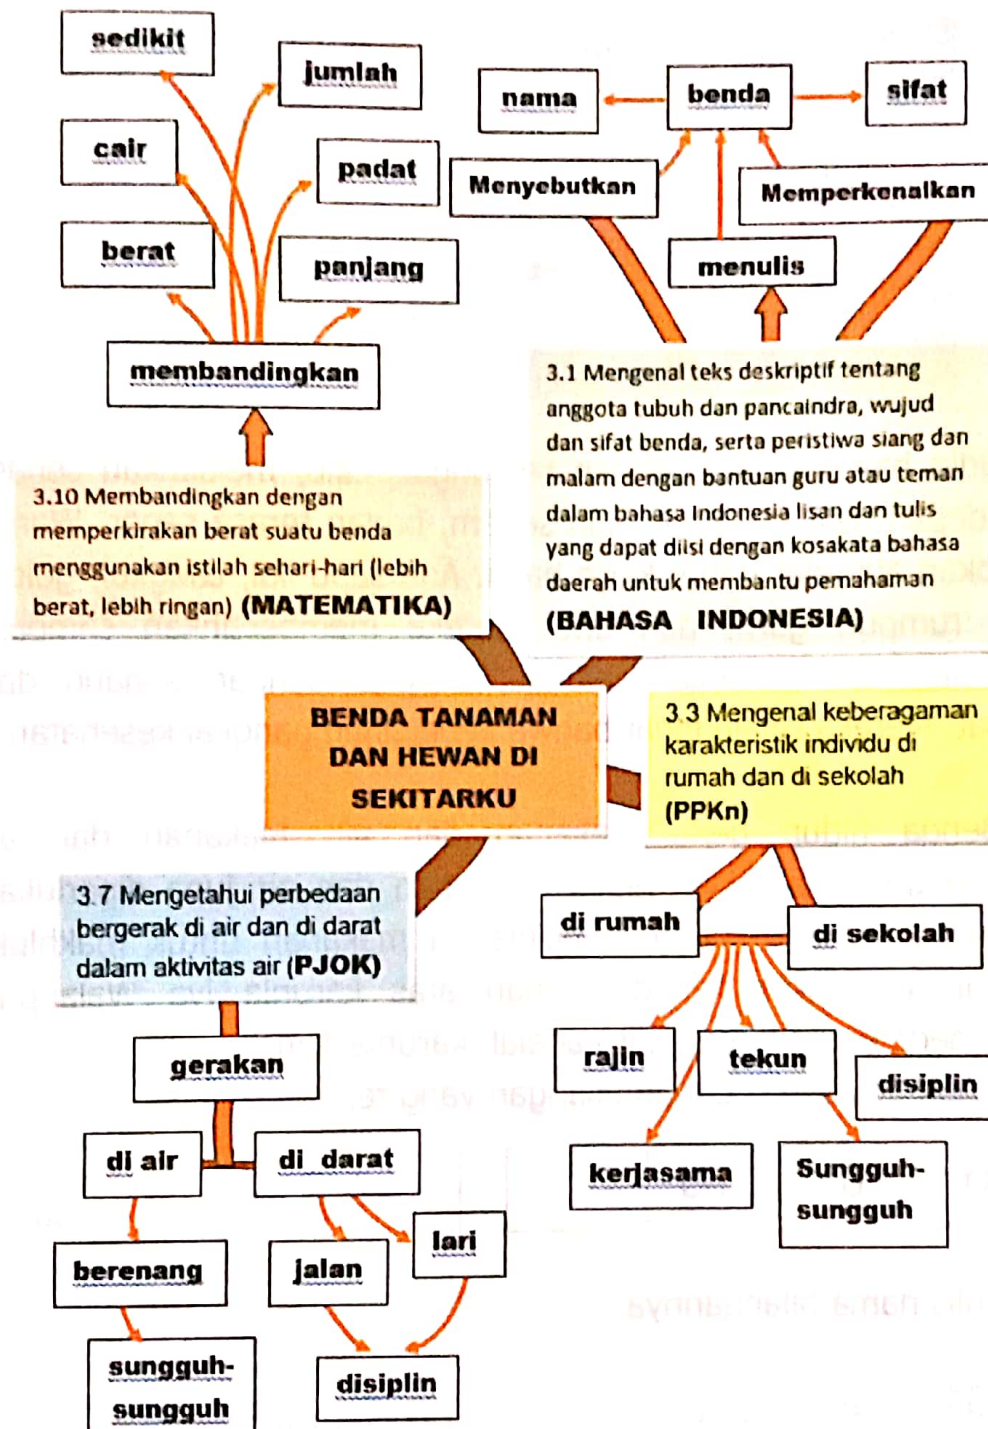 sedikit
jumlah
cair
padat
berat
panjang
membandingkan
3.10 Membandingkan dengan
memperkirakan berat suatu benda
menggunakan istilah sehari-hari (lebih
berat, lebih ringan) (MATEMATIKA)
nama
benda
sifat
Menyebutkan
Memperkenalkan
menulis
3.1 Mengenal teks deskriptif tentang
anggota tubuh dan pancaindra, wujud
dan sifat benda, serta peristiwa siang dan
malam dengan bantuan guru atau teman
dalam bahasa Indonesia lisan dan tulis
yang dapat diisi dengan kosakata bahasa
daerah untuk membantu pemahaman
(BAHASA INDONESIA)
BENDA TANAMAN
DAN HEWAN DI
SEKITARKU
3.3 Mengenal keberagaman
karakteristik individu di
rumah dan di sekolah
(PPKn)
di rumah
di sekolah
rajin
tekun
disiplin
kerjasama
Sungguh-
sungguh
3.7 Mengetahui perbedaan
bergerak di air dan di darat
dalam aktivitas air (PJOK)
gerakan
di air
di darat
berenang
jalan
lari
sungguh-
sungguh
disiplin